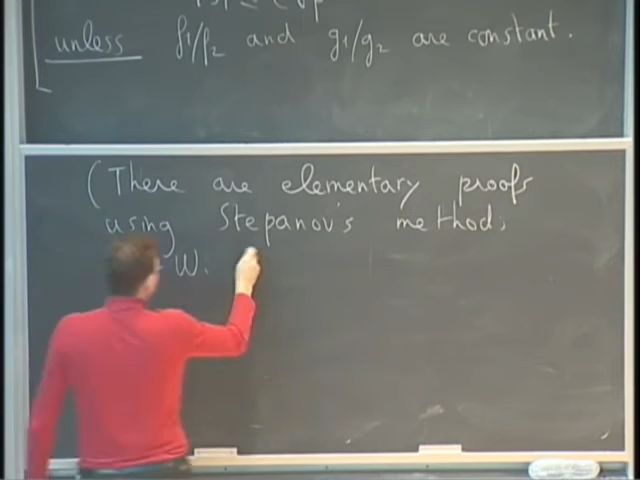 unless f1/f2 and g1/g2 are constant.
(There are elementary proofs
using Stepanov's method;
W.